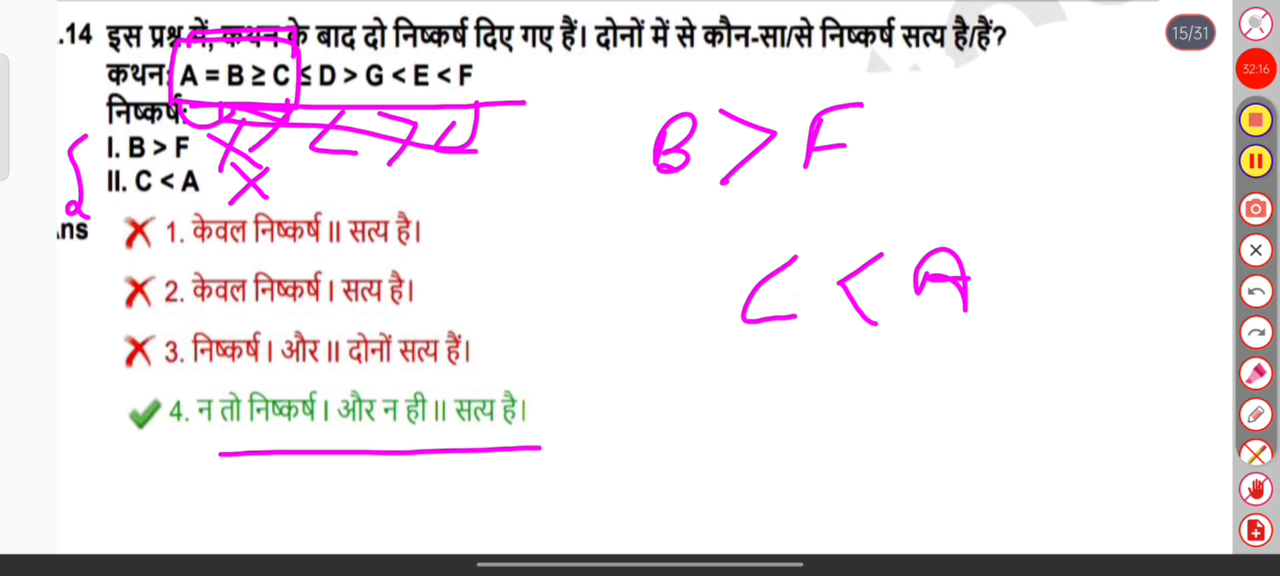 .14 इस प्रश्न में, कथन के बाद दो निष्कर्ष दिए गए हैं। दोनों में से कौन-सा/से निष्कर्ष सत्य है/हैं?
15/31
कथन: A = B ≥ C ≤ D > G < E < F
32:16
निष्कर्ष:
B > F
I. B > F
II. C < A
ns
1. केवल निष्कर्ष II सत्य है।
C < A
2. केवल निष्कर्ष I सत्य है।
3. निष्कर्ष I और II दोनों सत्य हैं।
4. न तो निष्कर्ष I और न ही II सत्य है।